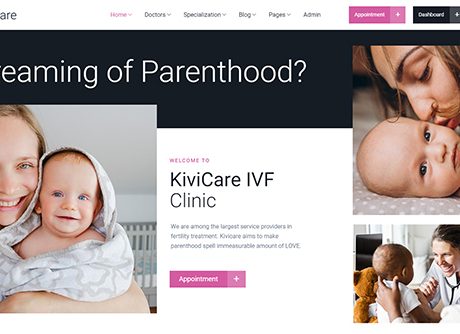 are
Home Doctors Specialization Blog Pages Admin Appointment + Dashboard +
reaming of Parenthood?
WELCOME TO
KiviCare IVF
Clinic
We are among the largest service providers in
fertility treatment. Kivicare aims to make
parenthood spell immeasurable amount of LOVE.
Appointment +